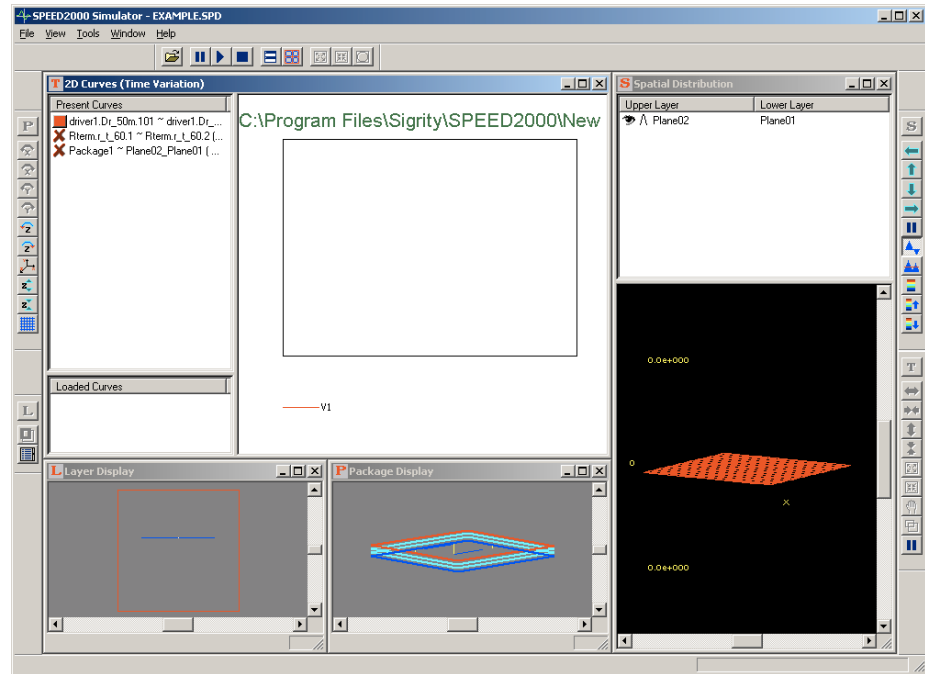 SPEED2000 Simulator - EXAMPLE.SPD
File View Tools Window Help
T 2D Curves (Time Variation)
Present Curves
driver1.Dr_50m.101 ~ driver1.Dr_...
Rterm.r_t_60.1 ~ Rterm.r_t_60.2 (...
Package1 ~ Plane02_Plane01 ( ...
C:\Program Files\Sigrity\SPEED2000\New
V1
Loaded Curves
S Spatial Distribution
Upper Layer Lower Layer
Plane02 Plane01
0.0e+000
0
x
0.0e+000
L Layer Display
P Package Display
P
z
z
z
z
L
S
T